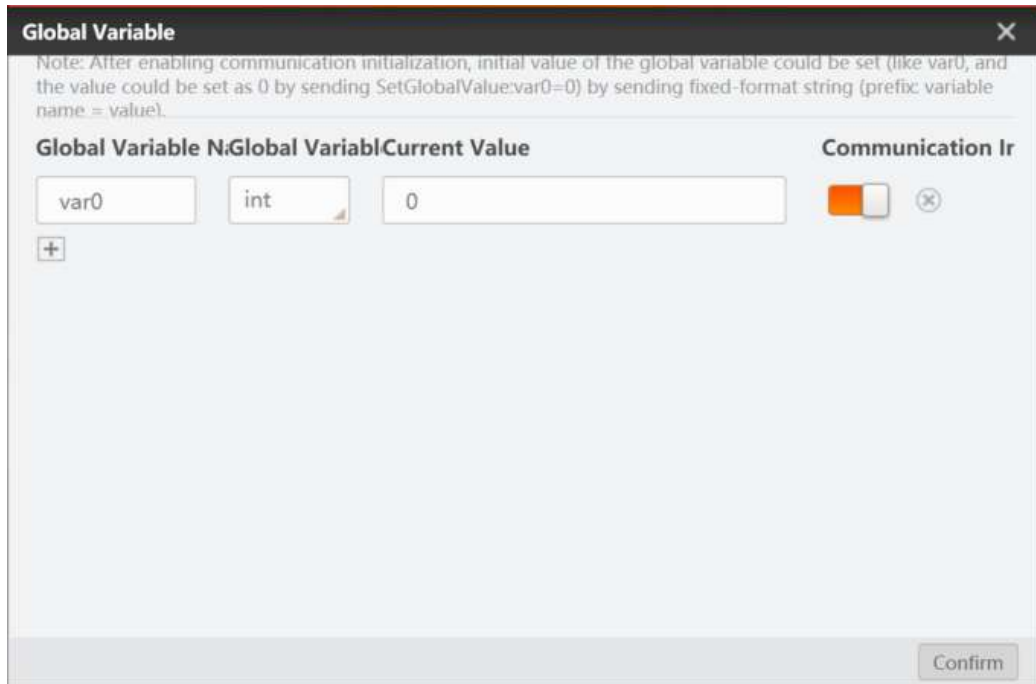 Global Variable
Note: After enabling communication initialization, initial value of the global variable could be set (like var0, and
the value could be set as 0 by sending SetGlobalValue:var0=0) by sending fixed-format string (prefix: variable
name = value).
Global Variable Na Global Variabl Current Value Communication In
var0 int 0
Confirm